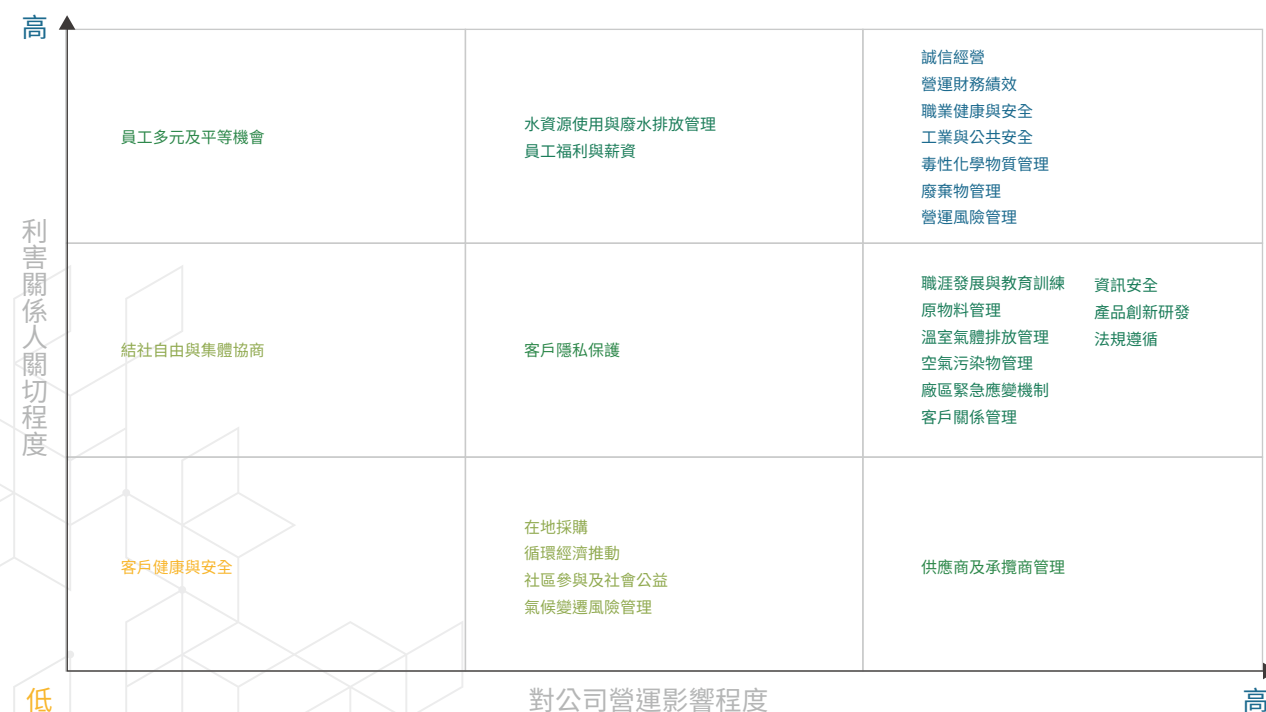 高
利害關係人關切程度
員工多元及平等機會
水資源使用與廢水排放管理
員工福利與薪資
誠信經營
營運財務績效
職業健康與安全
工業與公共安全
毒性化學物質管理
廢棄物管理
營運風險管理
結社自由與集體協商
客戶隱私保護
職涯發展與教育訓練
原物料管理
溫室氣體排放管理
空氣污染物管理
廠區緊急應變機制
客戶關係管理
資訊安全
產品創新研發
法規遵循
客戶健康與安全
在地採購
循環經濟推動
社區參與及社會公益
氣候變遷風險管理
供應商及承攬商管理
低
對公司營運影響程度
高